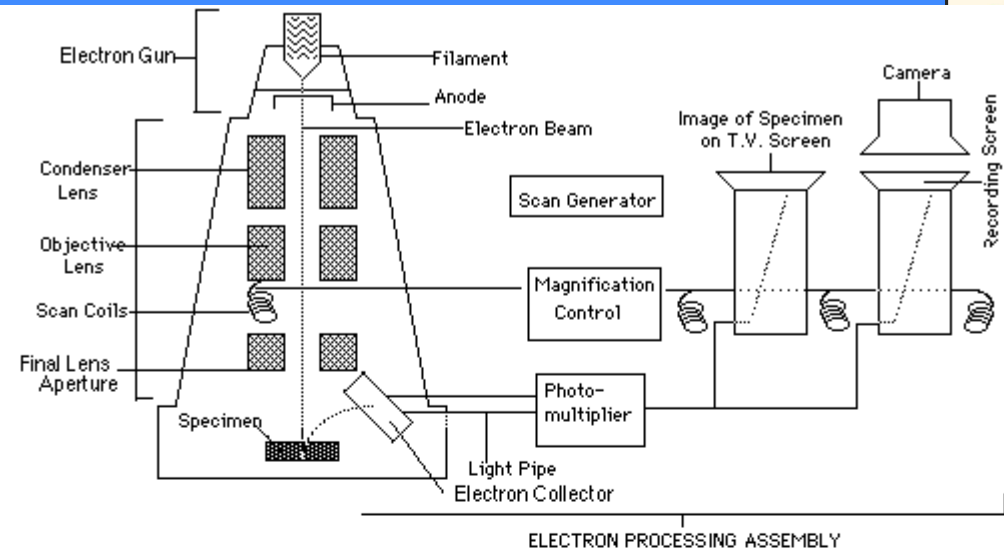 Electron Gun
Filament
Anode
Electron Beam
Camera
Image of Specimen
on T.V. Screen
Recording Screen
Condenser
Lens
Scan Generator
Objective
Lens
Magnification
Control
Scan Coils
Final Lens
Aperture
Photo-
multiplier
Specimen
Light Pipe
Electron Collector
ELECTRON PROCESSING ASSEMBLY